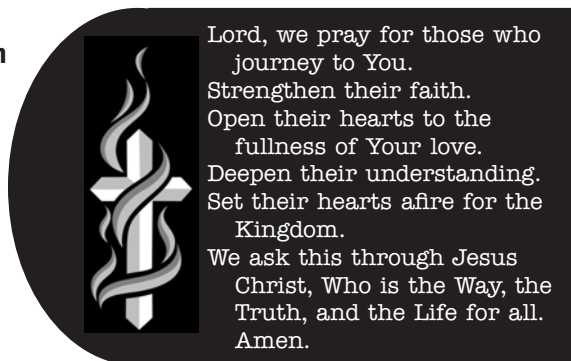 Lord, we pray for those who
journey to You.
Strengthen their faith.
Open their hearts to the
fullness of Your love.
Deepen their understanding.
Set their hearts afire for the
Kingdom.
We ask this through Jesus
Christ, Who is the Way, the
Truth, and the Life for all.
Amen.